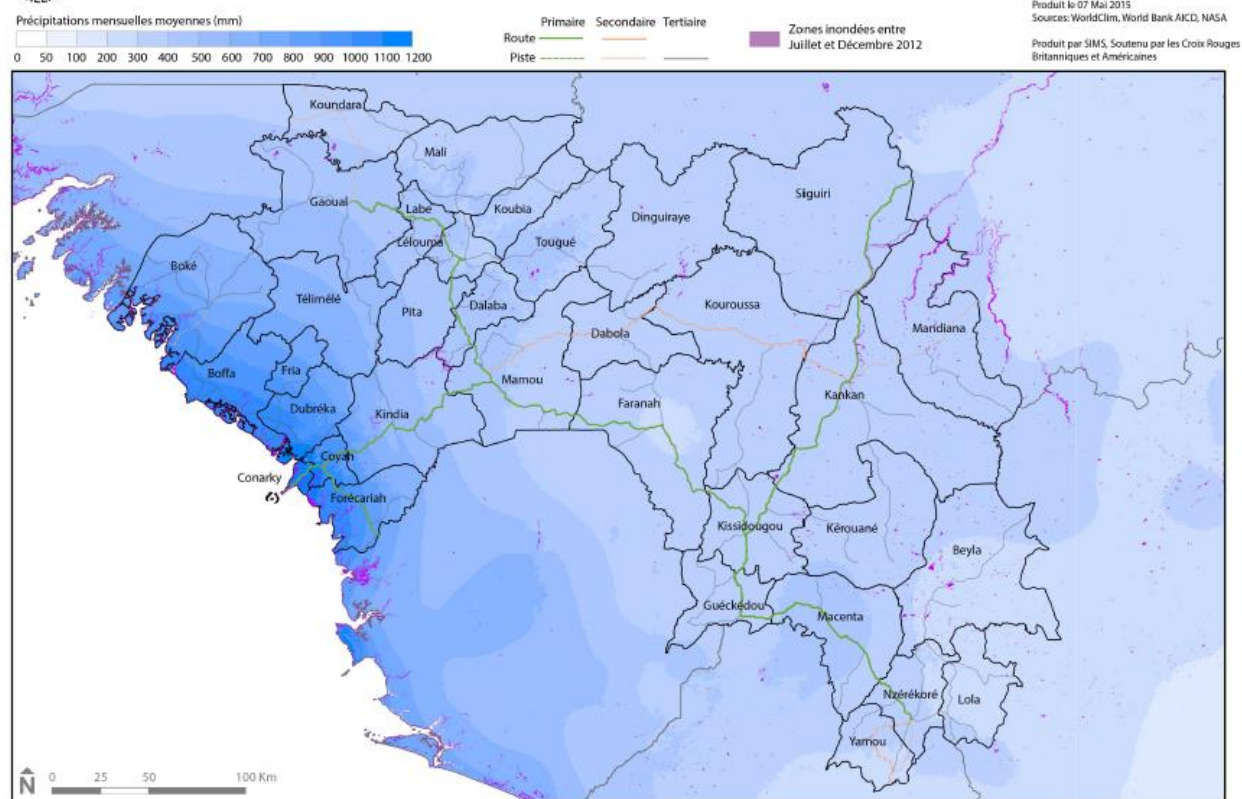 Précipitations mensuelles moyennes (mm)
0 50 100 200 300 400 500 600 700 800 900 1000 1100 1200
Primaire Secondaire Tertiaire
Route
Piste
Zones inondées entre
Juillet et Décembre 2012
Produit le 07 Mai 2015
Sources: WorldClim, World Bank AICD, NASA
Produit par SIMS, Soutenu par les Croix Rouges
Britanniques et Américaines
Koundara
Mali
Gaoual
Labé
Koubia
Siguiri
Dinguiraye
Lélouma
Tougué
Boké
Télimélé
Pita
Dalaba
Kouroussa
Mandiana
Dabola
Boffa
Fria
Mamou
Dubréka
Kindia
Faranah
Kankan
Coyah
Conarky
Forécariah
Kissidougou
Kérouané
Beyla
Guéckédou
Macenta
Nzérékoré
Lola
Yamou
N
0 25 50 100 Km